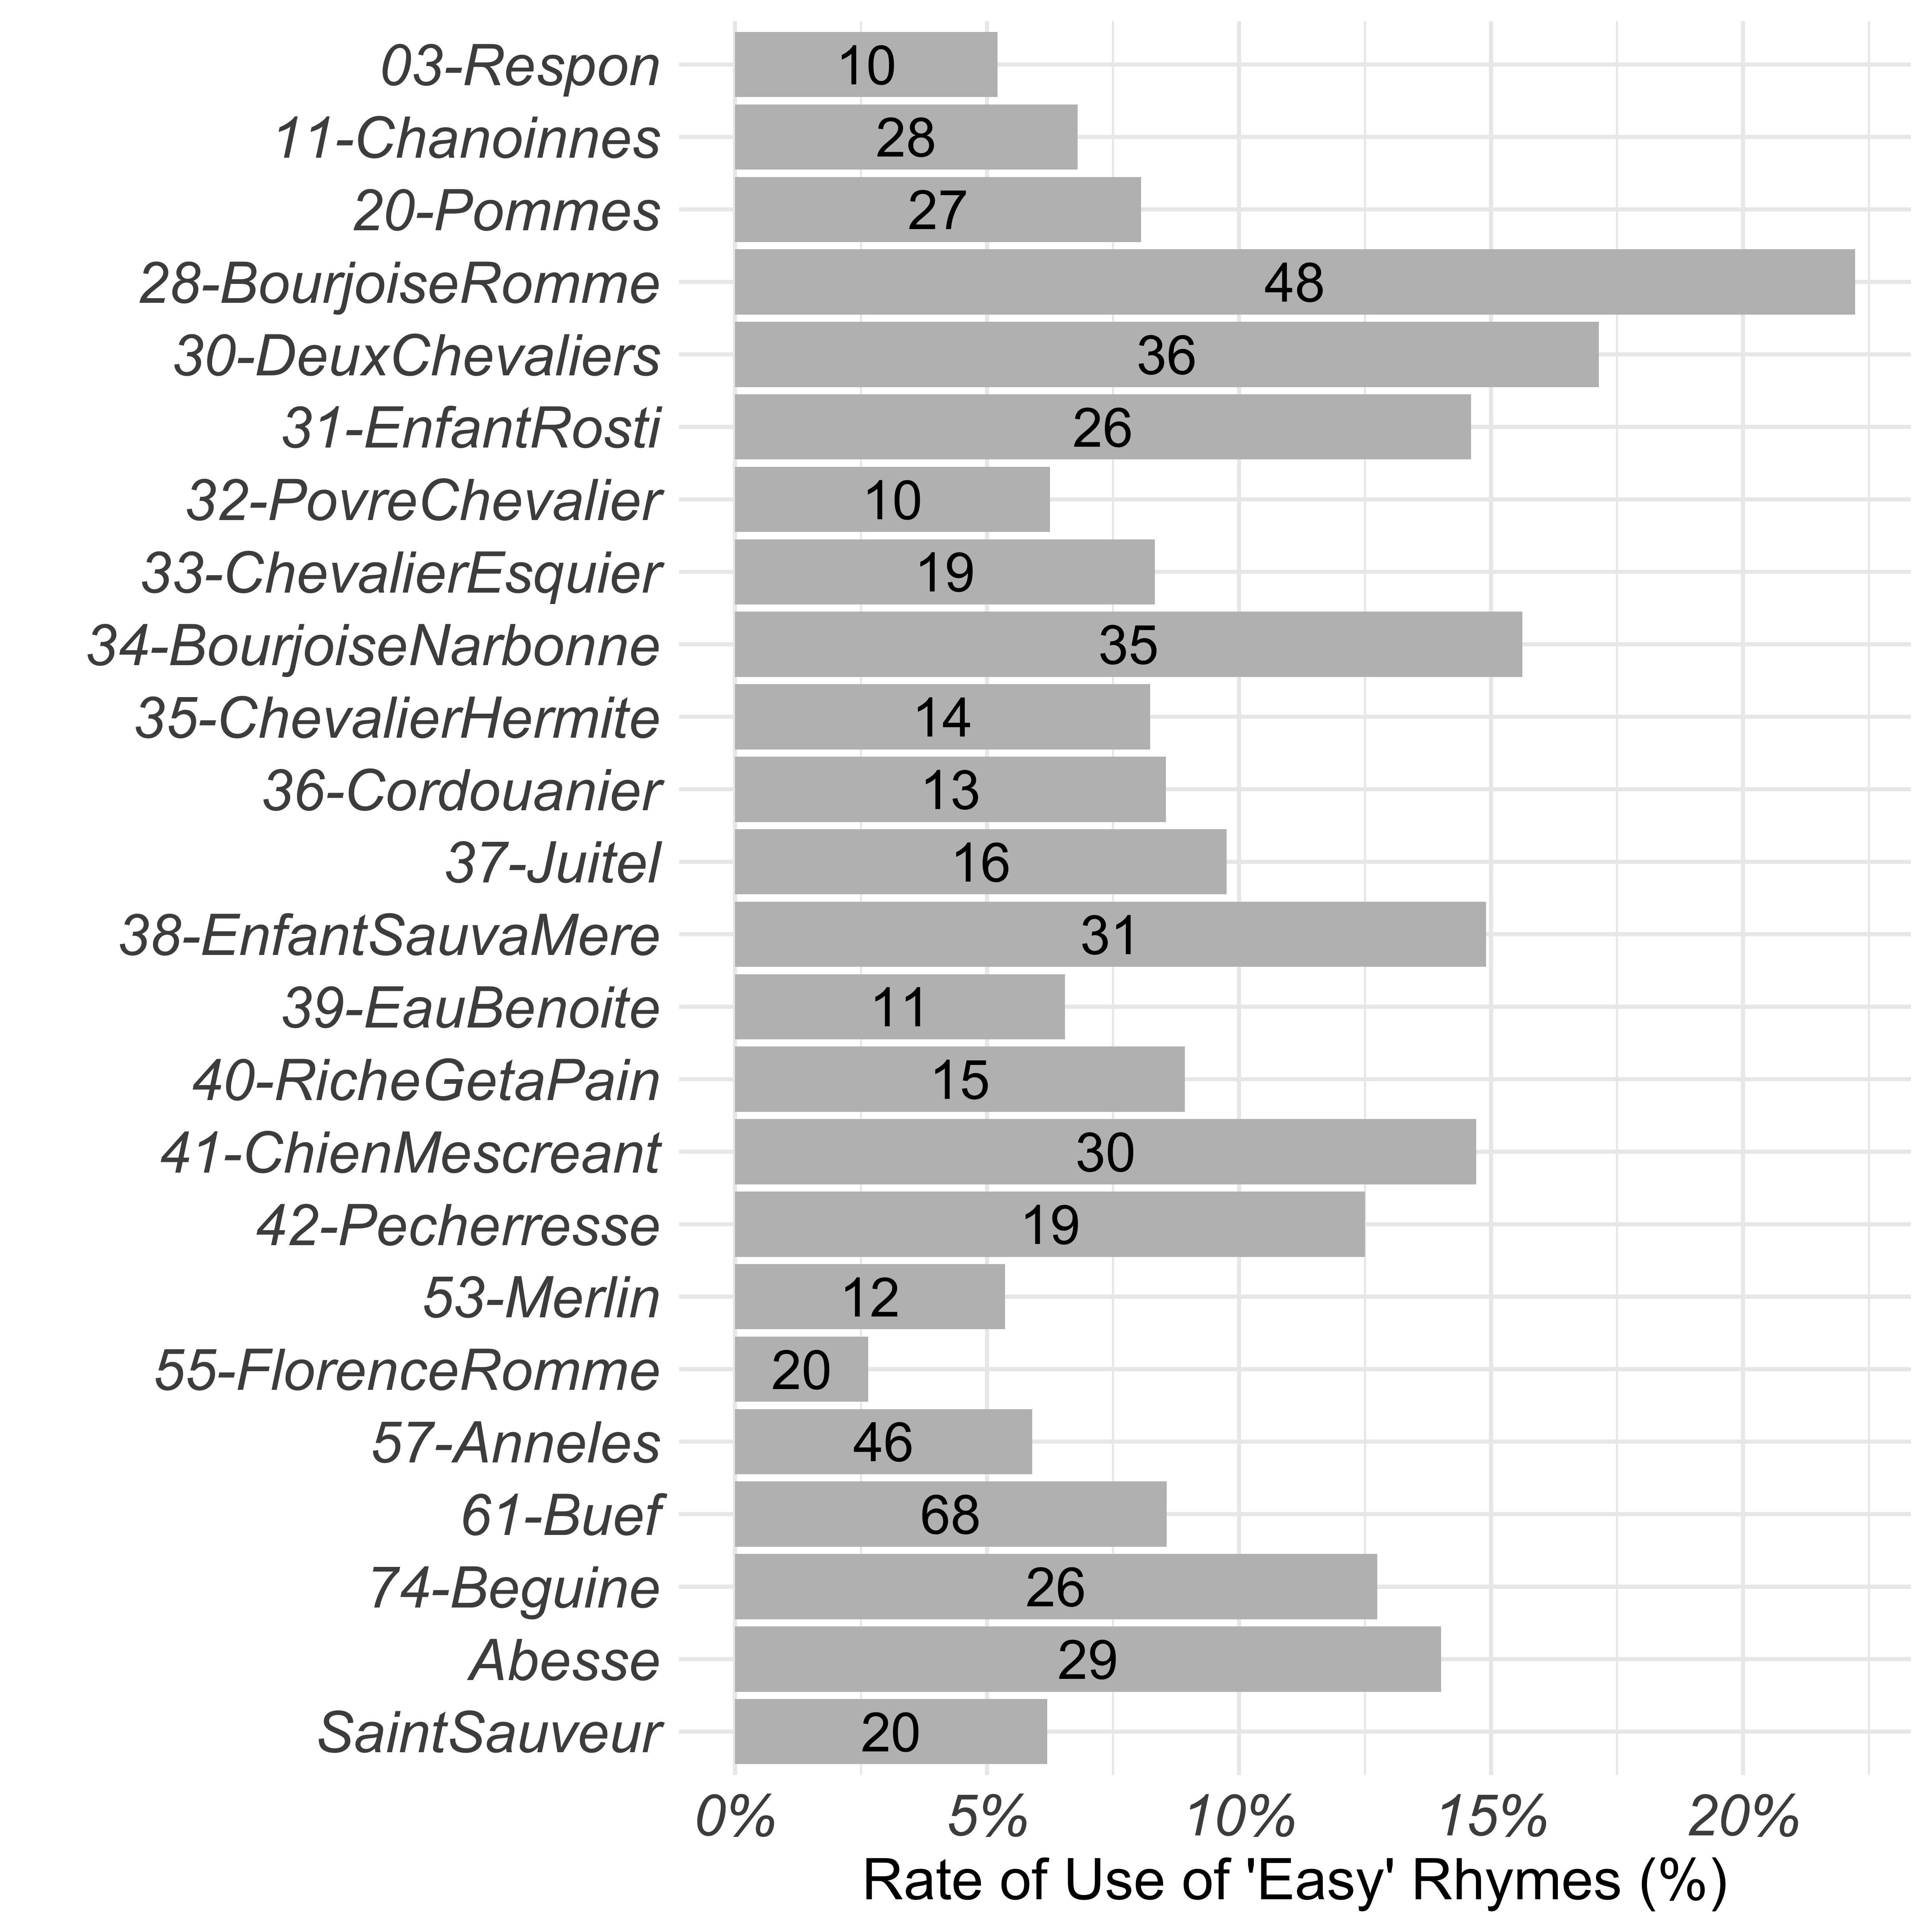 03-Respon 10
11-Chanoinnes 28
20-Pommes 27
28-BourjoiseRomme 48
30-DeuxChevaliers 36
31-EnfantRosti 26
32-PovreChevalier 10
33-ChevalierEsquier 19
34-BourjoiseNarbonne 35
35-ChevalierHermite 14
36-Cordouanier 13
37-Juitel 16
38-EnfantSauvaMere 31
39-EauBenoite 11
40-RicheGetaPain 15
41-ChienMescreant 30
42-Pecherresse 19
53-Merlin 12
55-FlorenceRomme 20
57-Anneles 46
61-Buef 68
74-Beguine 26
Abesse 29
SaintSauveur 20
0% 5% 10% 15% 20%
Rate of Use of 'Easy' Rhymes (%)